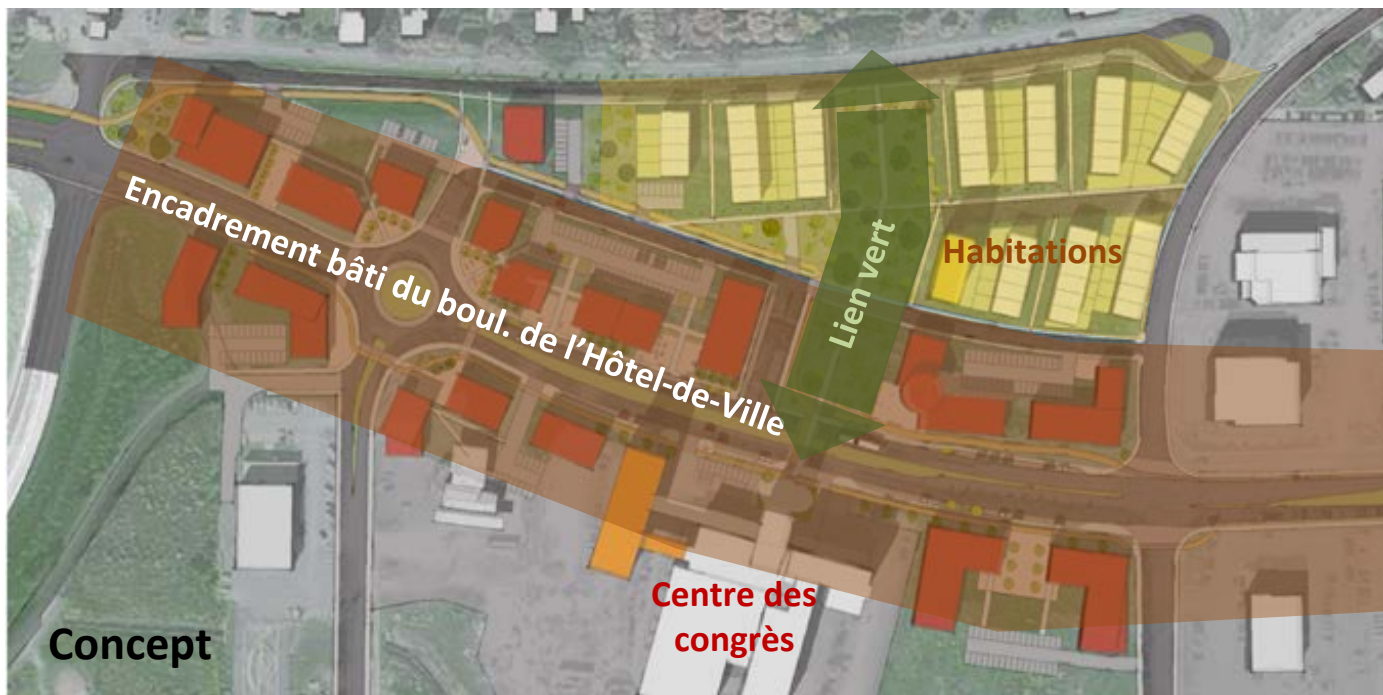 Encadrement bâti du boul. de l'Hôtel-de-Ville
Lien vert
Habitations
Centre des
congrès
Concept